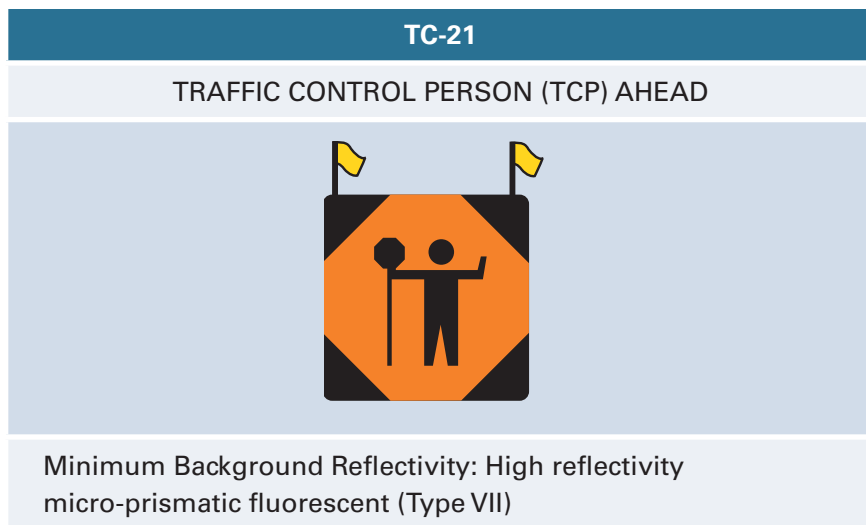 TC-21
TRAFFIC CONTROL PERSON (TCP) AHEAD
Minimum Background Reflectivity: High reflectivity
micro-prismatic fluorescent (Type VII)